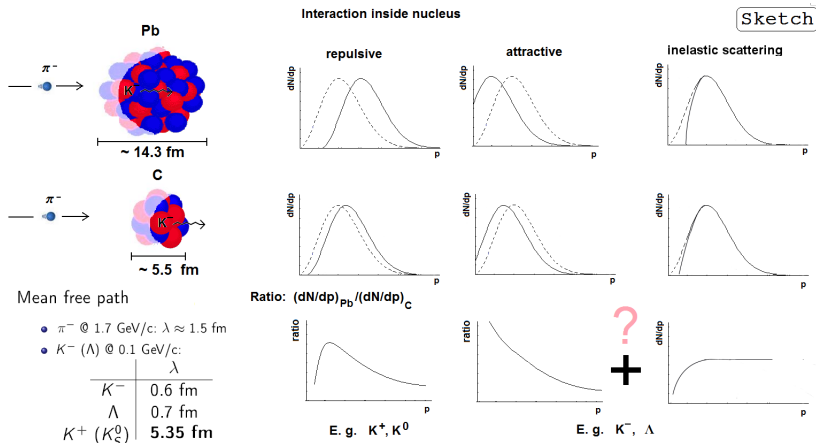 Interaction inside nucleus
Sketch
Pb
π⁻
K⁻
~ 14.3 fm
C
π⁻
K⁻
~ 5.5 fm
repulsive
attractive
inelastic scattering
dN/dp
p
dN/dp
p
dN/dp
p
dN/dp
p
dN/dp
p
dN/dp
p
Ratio: (dN/dp)Pb/(dN/dp)C
ratio
p
ratio
p
?
+
dN/dp
p
E. g. K⁺, K⁰
E. g. K⁻, Λ
Mean free path
π⁻ @ 1.7 GeV/c: λ ≈ 1.5 fm
K⁻ (Λ) @ 0.1 GeV/c:
λ
K⁻ 0.6 fm
Λ 0.7 fm
K⁺ (K⁰S) 5.35 fm